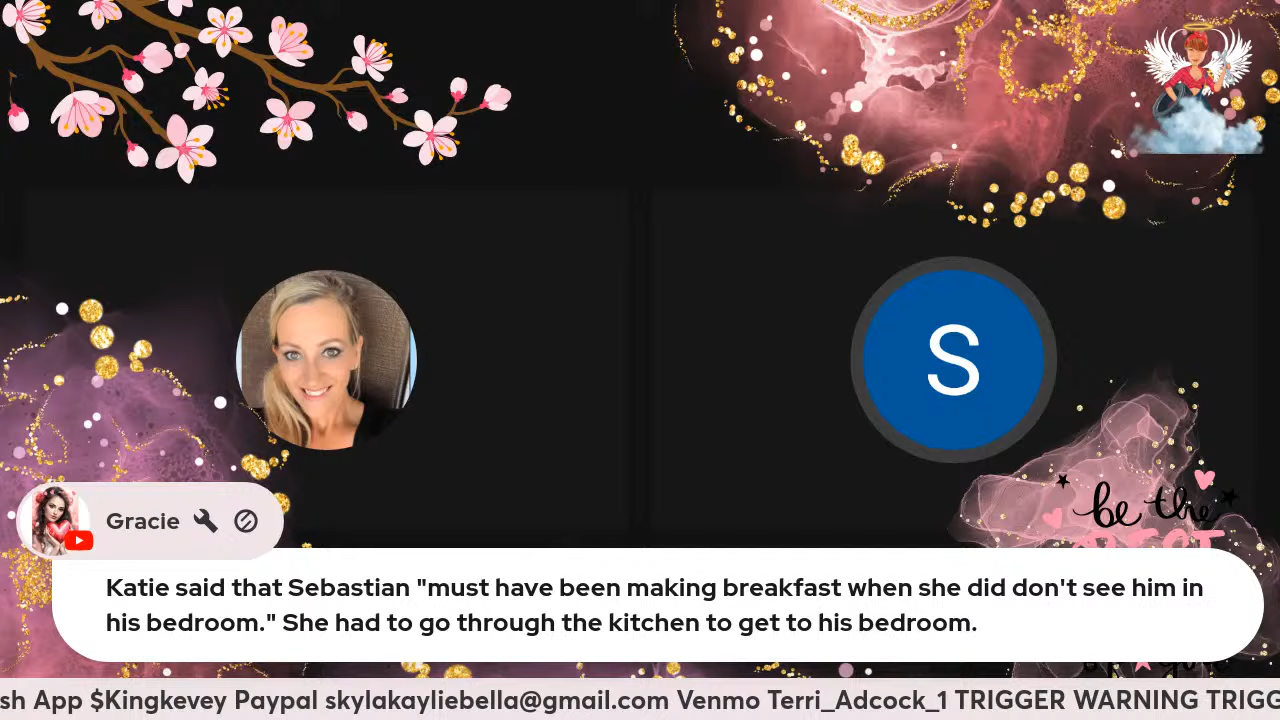 S
be the
Gracie
Katie said that Sebastian "must have been making breakfast when she did don't see him in
his bedroom." She had to go through the kitchen to get to his bedroom.
sh App $Kingkevey Paypal skylakayliebella@gmail.com Venmo Terri_Adcock_1 TRIGGER WARNING TRIGG